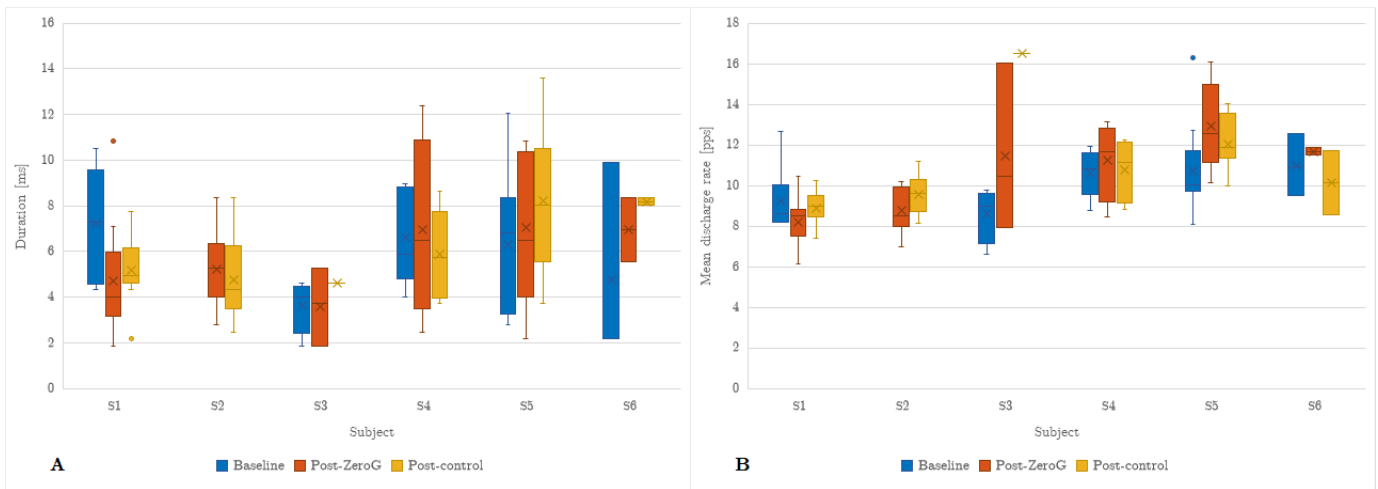 16
14
12
10
8
6
4
2
0
Duration [ms]
S1 S2 S3 S4 S5 S6
Subject
A
Baseline Post-ZeroG Post-control
18
16
14
12
10
8
6
4
2
0
Mean discharge rate [pps]
S1 S2 S3 S4 S5 S6
Subject
B
Baseline Post-ZeroG Post-control